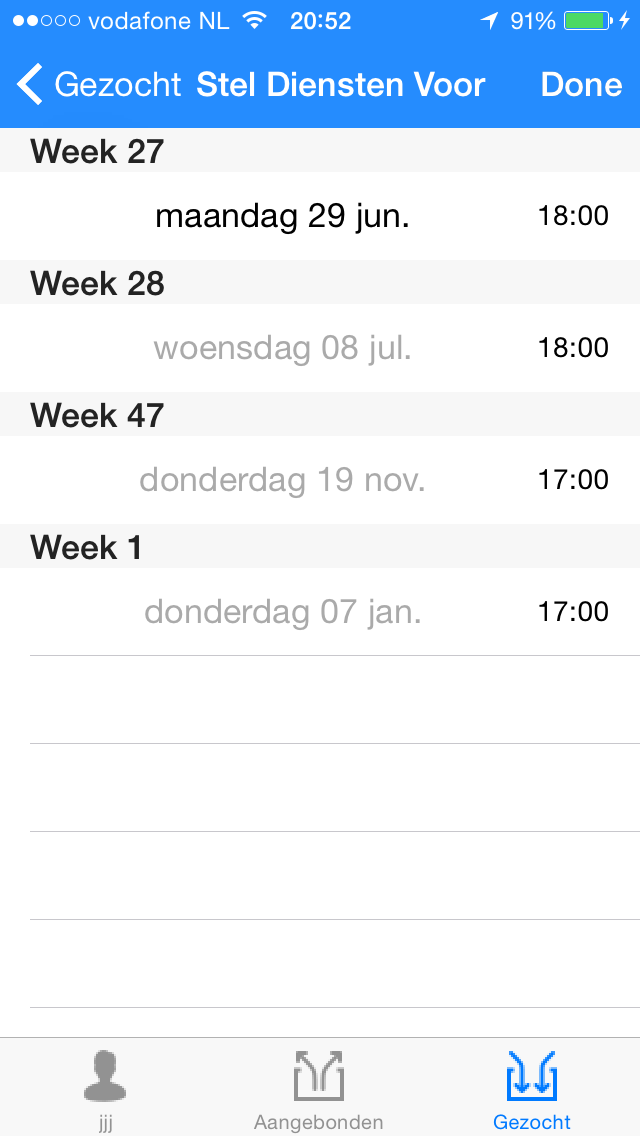 vodafone NL 20:52 91%
Gezocht Stel Diensten Voor Done
Week 27
maandag 29 jun. 18:00
Week 28
woensdag 08 jul. 18:00
Week 47
donderdag 19 nov. 17:00
Week 1
donderdag 07 jan. 17:00
jjj Aangebonden Gezocht